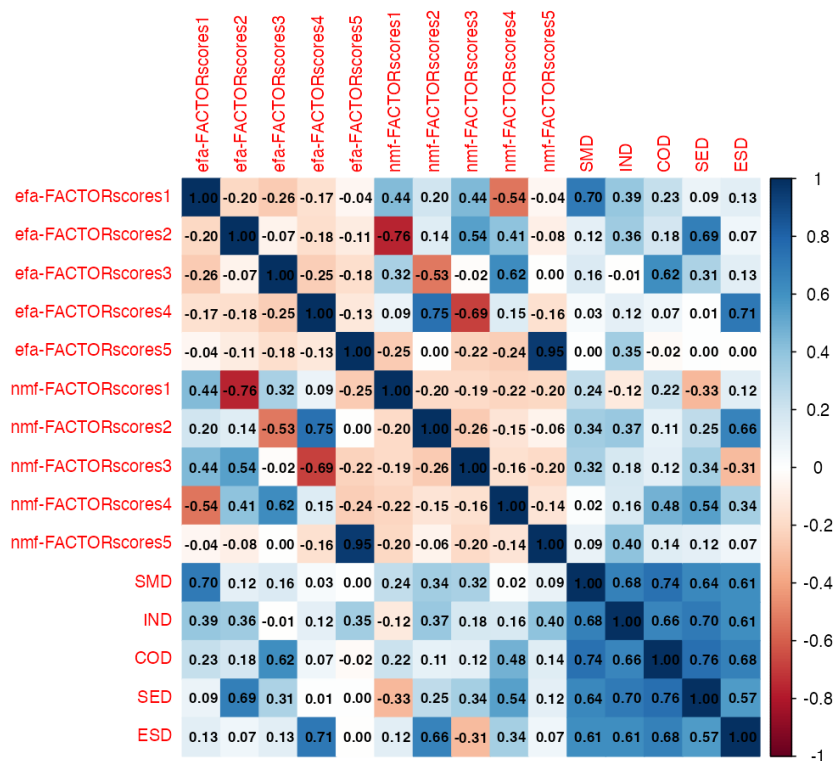 efa-FACTORscores1
efa-FACTORscores2
efa-FACTORscores3
efa-FACTORscores4
efa-FACTORscores5
nmf-FACTORscores1
nmf-FACTORscores2
nmf-FACTORscores3
nmf-FACTORscores4
nmf-FACTORscores5
SMD
IND
COD
SED
ESD
efa-FACTORscores1 1.00 -0.20 -0.26 -0.17 -0.04 0.44 0.20 0.44 -0.54 -0.04 0.70 0.39 0.23 0.09 0.13
efa-FACTORscores2 -0.20 1.00 -0.07 -0.18 -0.11 -0.76 0.14 0.54 0.41 -0.08 0.12 0.36 0.18 0.69 0.07
efa-FACTORscores3 -0.26 -0.07 1.00 -0.25 -0.18 0.32 -0.53 -0.02 0.62 0.00 0.16 -0.01 0.62 0.31 0.13
efa-FACTORscores4 -0.17 -0.18 -0.25 1.00 -0.13 0.09 0.75 -0.69 0.15 -0.16 0.03 0.12 0.07 0.01 0.71
efa-FACTORscores5 -0.04 -0.11 -0.18 -0.13 1.00 -0.25 0.00 -0.22 -0.24 0.95 0.00 0.35 -0.02 0.00 0.00
nmf-FACTORscores1 0.44 -0.76 0.32 0.09 -0.25 1.00 -0.20 -0.19 -0.22 -0.20 0.24 -0.12 0.22 -0.33 0.12
nmf-FACTORscores2 0.20 0.14 -0.53 0.75 0.00 -0.20 1.00 -0.26 -0.15 -0.06 0.34 0.37 0.11 0.25 0.66
nmf-FACTORscores3 0.44 0.54 -0.02 -0.69 -0.22 -0.19 -0.26 1.00 -0.16 -0.20 0.32 0.18 0.12 0.34 -0.31
nmf-FACTORscores4 -0.54 0.41 0.62 0.15 -0.24 -0.22 -0.15 -0.16 1.00 -0.14 0.02 0.16 0.48 0.54 0.34
nmf-FACTORscores5 -0.04 -0.08 0.00 -0.16 0.95 -0.20 -0.06 -0.20 -0.14 1.00 0.09 0.40 0.14 0.12 0.07
SMD 0.70 0.12 0.16 0.03 0.00 0.24 0.34 0.32 0.02 0.09 1.00 0.68 0.74 0.64 0.61
IND 0.39 0.36 -0.01 0.12 0.35 -0.12 0.37 0.18 0.16 0.40 0.68 1.00 0.66 0.70 0.61
COD 0.23 0.18 0.62 0.07 -0.02 0.22 0.11 0.12 0.48 0.14 0.74 0.66 1.00 0.76 0.68
SED 0.09 0.69 0.31 0.01 0.00 -0.33 0.25 0.34 0.54 0.12 0.64 0.70 0.76 1.00 0.57
ESD 0.13 0.07 0.13 0.71 0.00 0.12 0.66 -0.31 0.34 0.07 0.61 0.61 0.68 0.57 1.00
1
0.8
0.6
0.4
0.2
0
-0.2
-0.4
-0.6
-0.8
-1